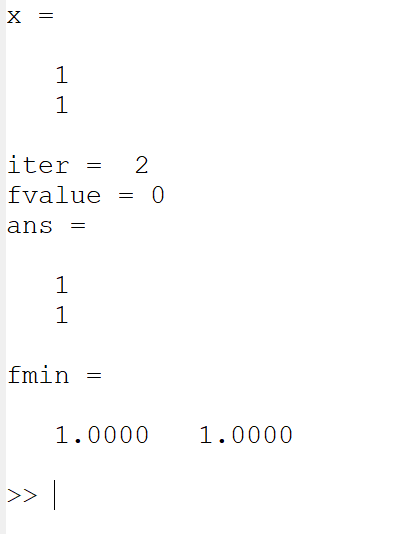 x =
1
1
iter =  2
fvalue = 0
ans =
1
1
fmin =
1.0000   1.0000
>>